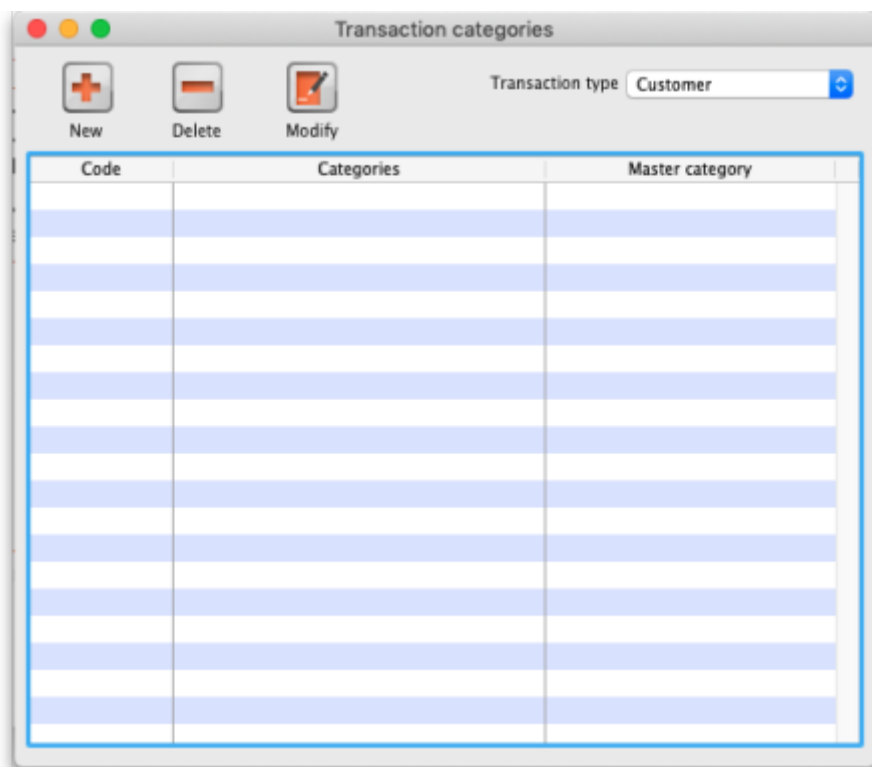 Transaction categories
Transaction type Customer
New Delete Modify
Code Categories Master category